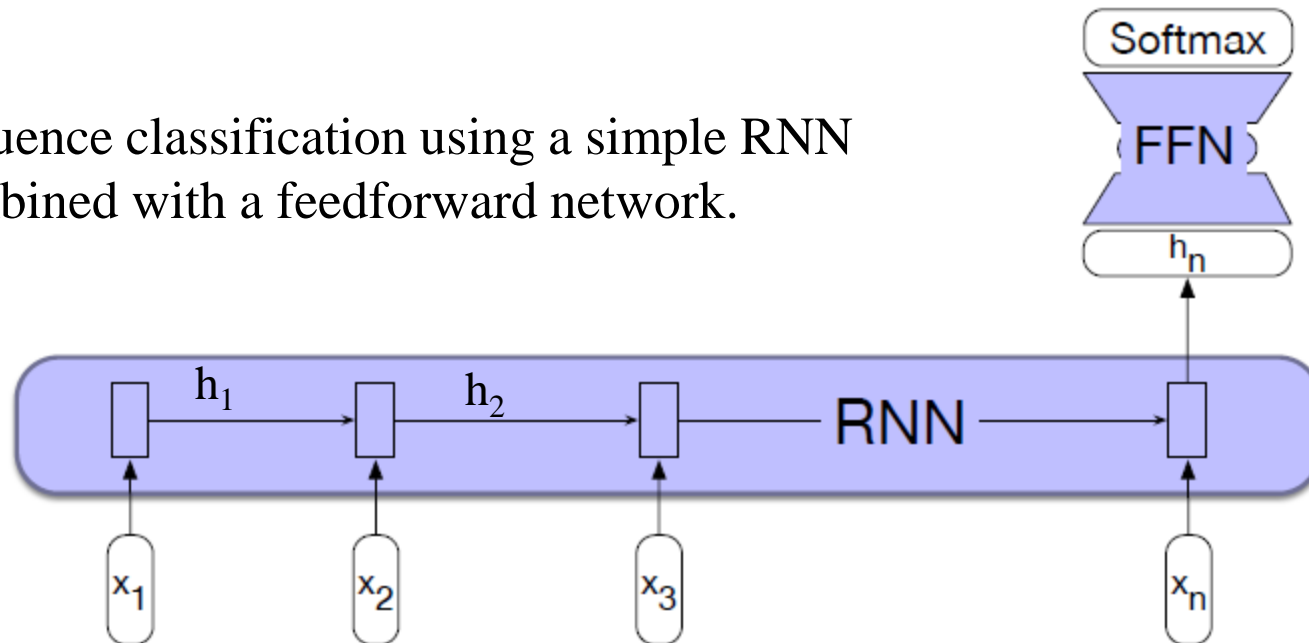 Softmax
uence classification using a simple RNN
FFN
bined with a feedforward network.
hn
h1
h2
RNN
x1
x2
x3
xn